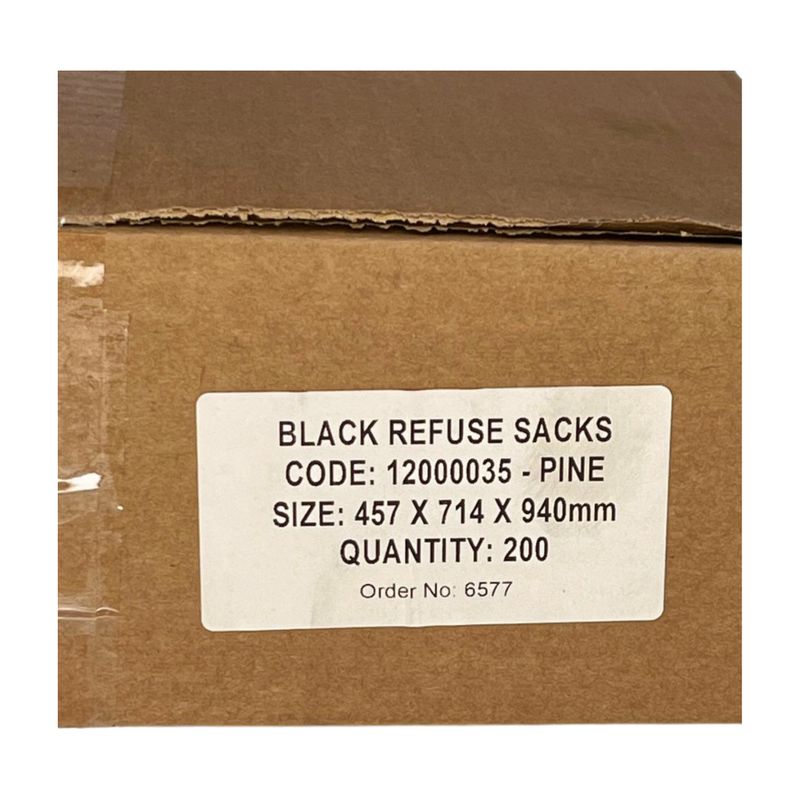 BLACK REFUSE SACKS
CODE: 12000035 - PINE
SIZE: 457 X 714 X 940mm
QUANTITY: 200
Order No: 6577